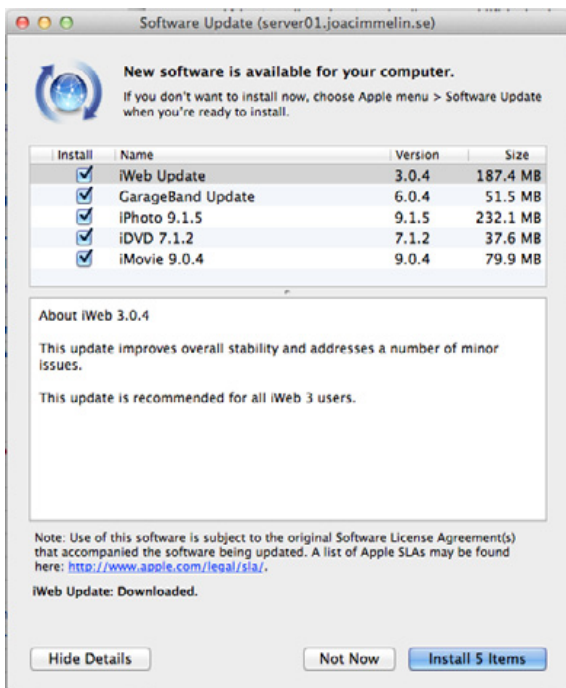 Software Update (server01.joacimmelin.se)
New software is available for your computer.
If you don't want to install now, choose Apple menu > Software Update
when you're ready to install.
Install Name Version Size
iWeb Update 3.0.4 187.4 MB
GarageBand Update 6.0.4 51.5 MB
iPhoto 9.1.5 9.1.5 232.1 MB
iDVD 7.1.2 7.1.2 37.6 MB
iMovie 9.0.4 9.0.4 79.9 MB
About iWeb 3.0.4
This update improves overall stability and addresses a number of minor
issues.
This update is recommended for all iWeb 3 users.
Note: Use of this software is subject to the original Software License Agreement(s)
that accompanied the software being updated. A list of Apple SLAs may be found
here: http://www.apple.com/legal/sla/.
iWeb Update: Downloaded.
Hide Details Not Now Install 5 Items